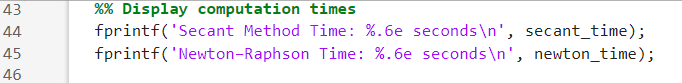 43 %% Display computation times
44 fprintf('Secant Method Time: %.6e seconds\n', secant_time);
45 fprintf('Newton–Raphson Time: %.6e seconds\n', newton_time);
46